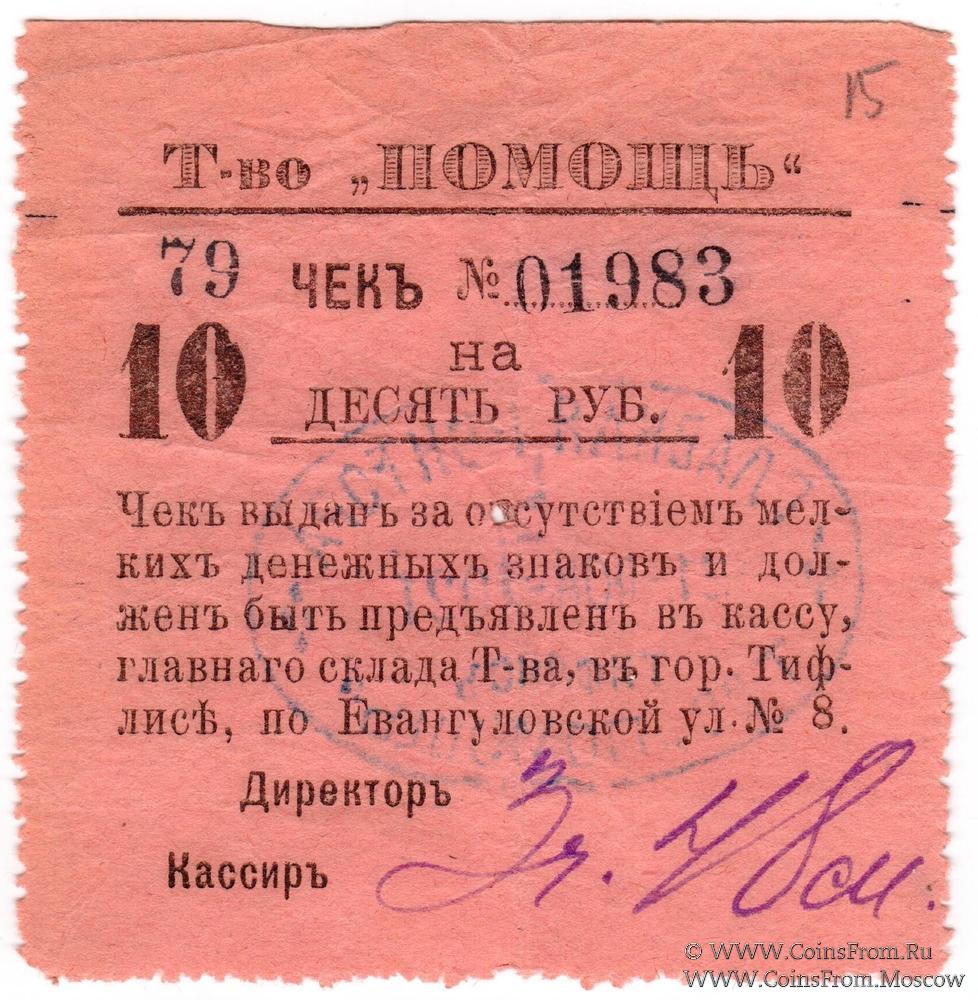 15
Т-во „ПОМОЩЬ“
79 ЧЕКЪ № 01983
10 на 10
ДЕСЯТЬ РУБ.
Чекъ выданъ за отсутствіемъ мел-
кихъ денежныхъ знаковъ и дол-
женъ быть предъявленъ въ кассу,
главнаго склада Т-ва, въ гор. Тиф-
лисѣ, по Евангуловской ул. № 8.
Директоръ
Кассиръ
© WWW.CoinsFrom.Ru
WWW.CoinsFrom.Moscow